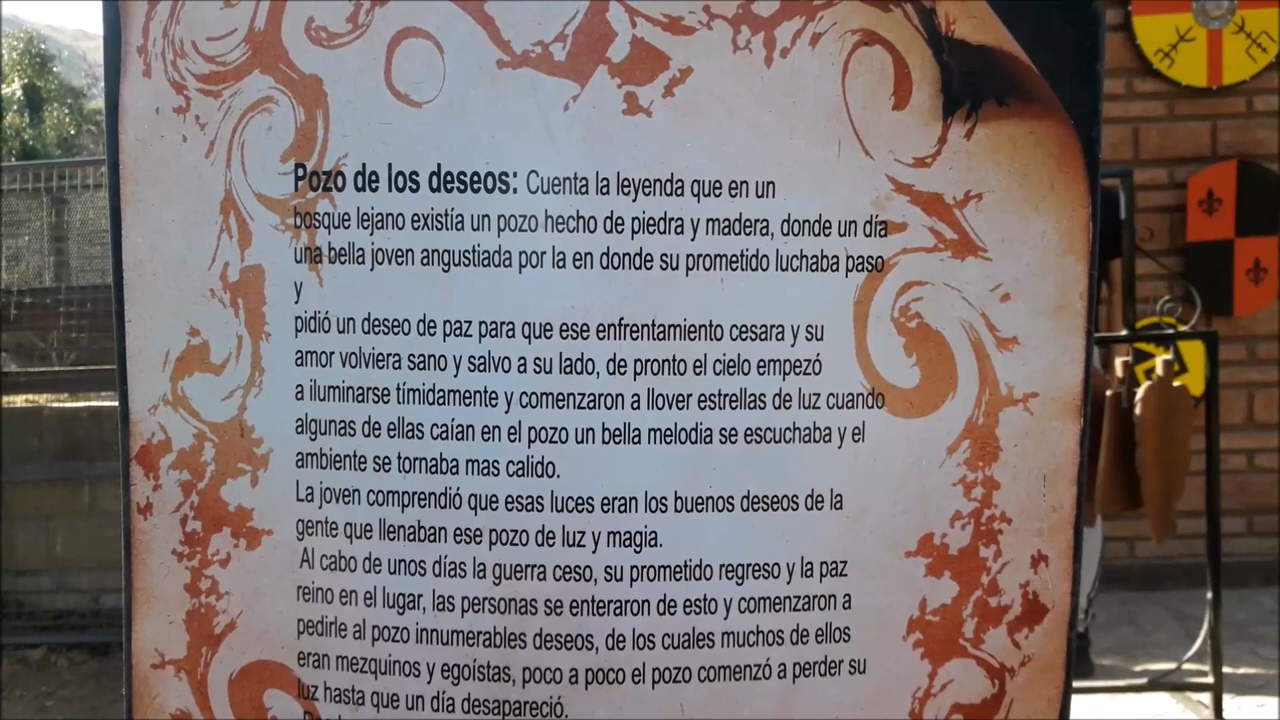 Pozo de los deseos: Cuenta la leyenda que en un
bosque lejano existía un pozo hecho de piedra y madera, donde un día
una bella joven angustiada por la en donde su prometido luchaba paso
y
pidió un deseo de paz para que ese enfrentamiento cesara y su
amor volviera sano y salvo a su lado, de pronto el cielo empezó
a iluminarse tímidamente y comenzaron a llover estrellas de luz cuando
algunas de ellas caían en el pozo un bella melodia se escuchaba y el
ambiente se tornaba mas calido.
La joven comprendió que esas luces eran los buenos deseos de la
gente que llenaban ese pozo de luz y magia.
Al cabo de unos días la guerra ceso, su prometido regreso y la paz
reino en el lugar, las personas se enteraron de esto y comenzaron a
pedirle al pozo innumerables deseos, de los cuales muchos de ellos
eran mezquinos y egoístas, poco a poco el pozo comenzó a perder su
luz hasta que un día desapareció.